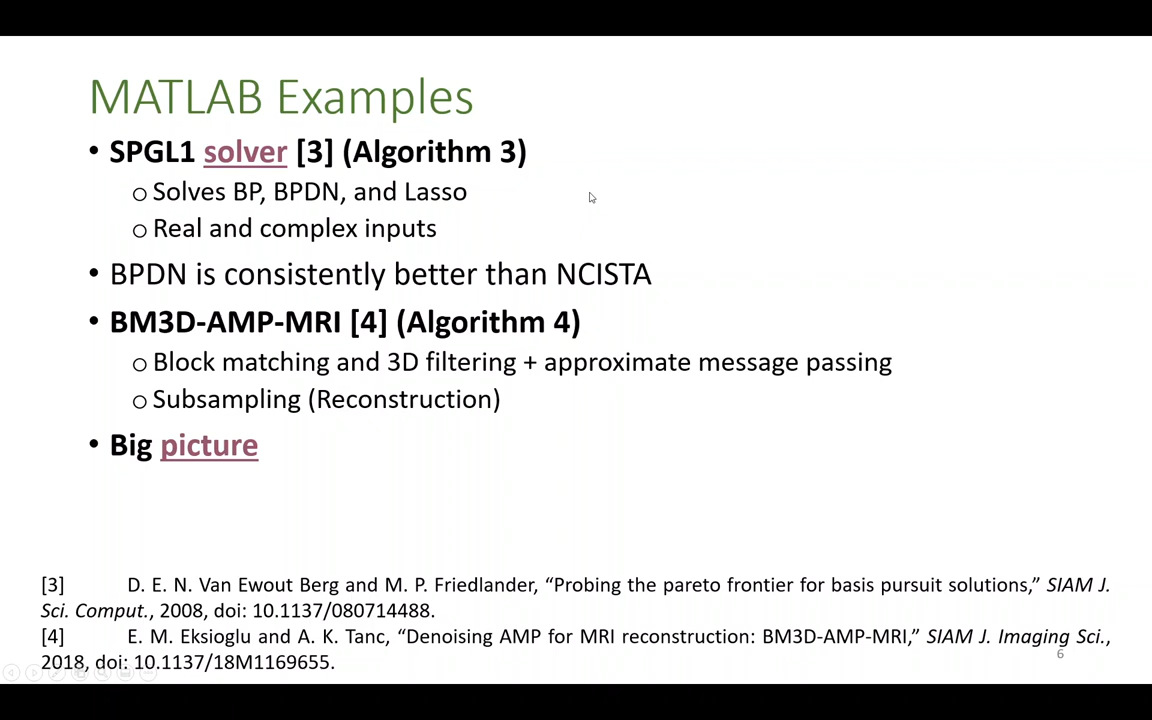 MATLAB Examples
• SPGL1 solver [3] (Algorithm 3)
o Solves BP, BPDN, and Lasso
o Real and complex inputs
• BPDN is consistently better than NCISTA
• BM3D-AMP-MRI [4] (Algorithm 4)
o Block matching and 3D filtering + approximate message passing
o Subsampling (Reconstruction)
• Big picture
[3] D. E. N. Van Ewout Berg and M. P. Friedlander, “Probing the pareto frontier for basis pursuit solutions,” SIAM J.
Sci. Comput., 2008, doi: 10.1137/080714488.
[4] E. M. Eksioglu and A. K. Tanc, “Denoising AMP for MRI reconstruction: BM3D-AMP-MRI,” SIAM J. Imaging Sci.,
2018, doi: 10.1137/18M1169655.
6